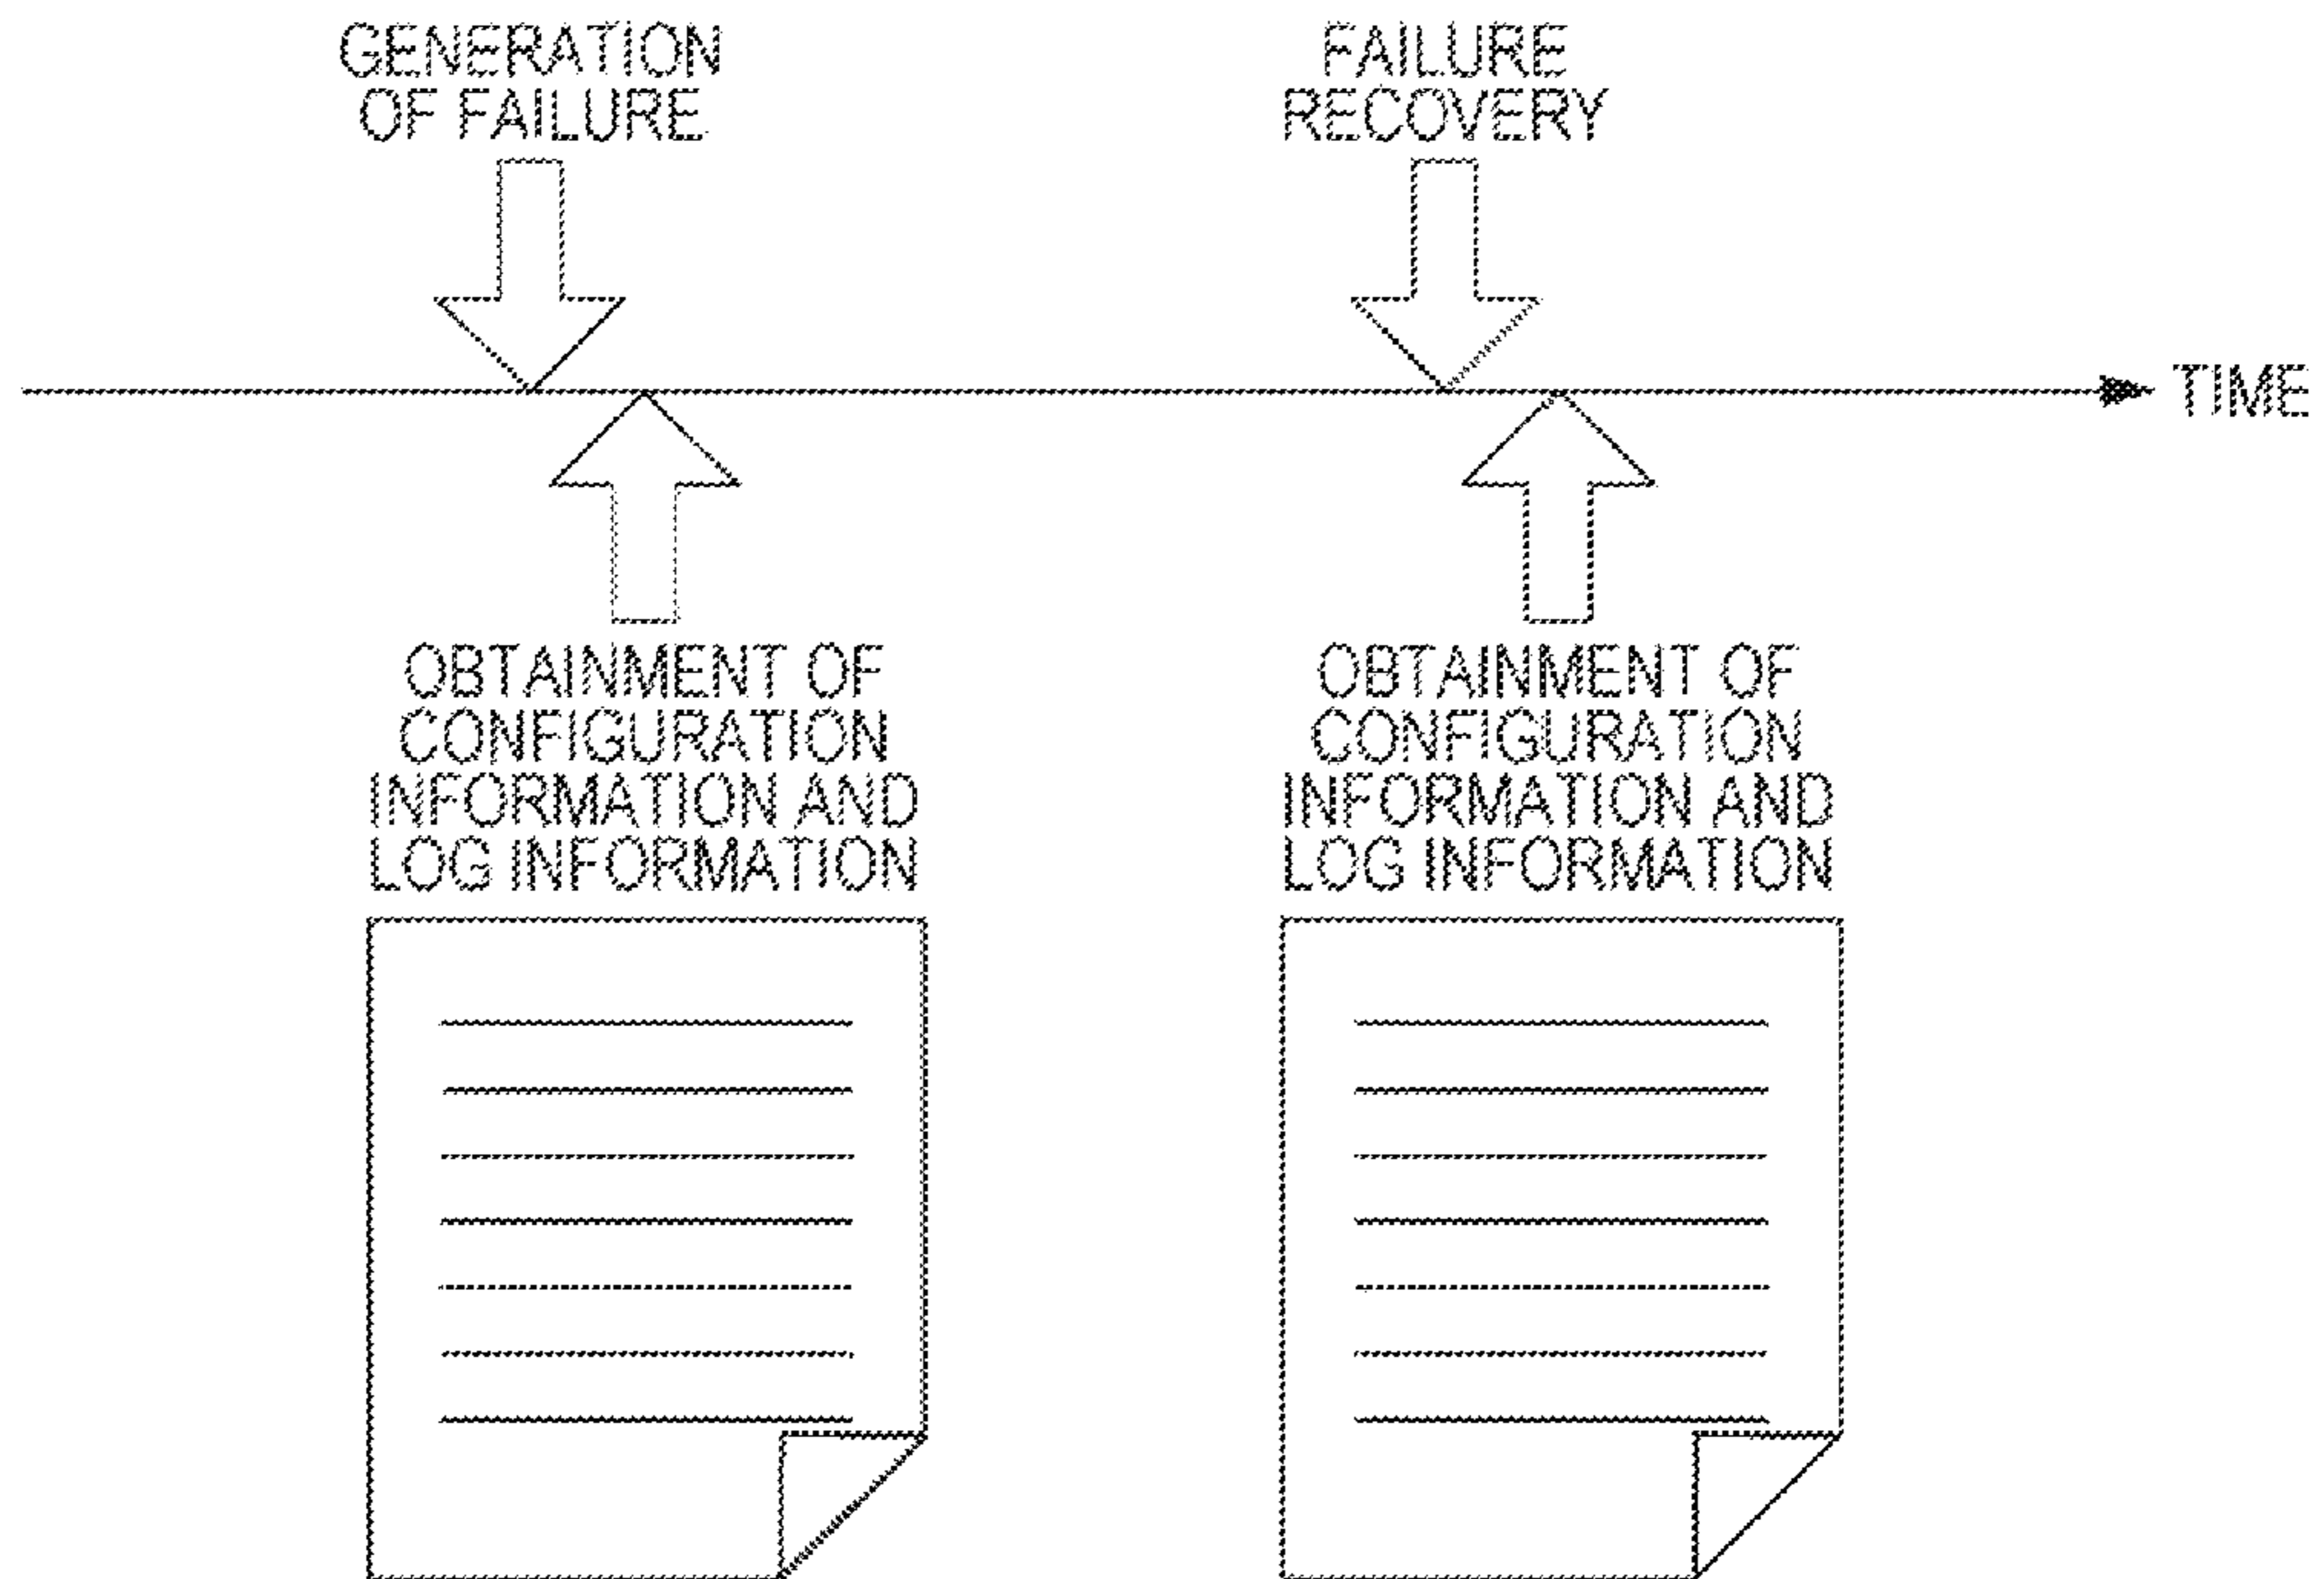 GENERATION
OF FAILURE
FAILURE
RECOVERY
TIME
OBTAINMENT OF
CONFIGURATION
INFORMATION AND
LOG INFORMATION
OBTAINMENT OF
CONFIGURATION
INFORMATION AND
LOG INFORMATION